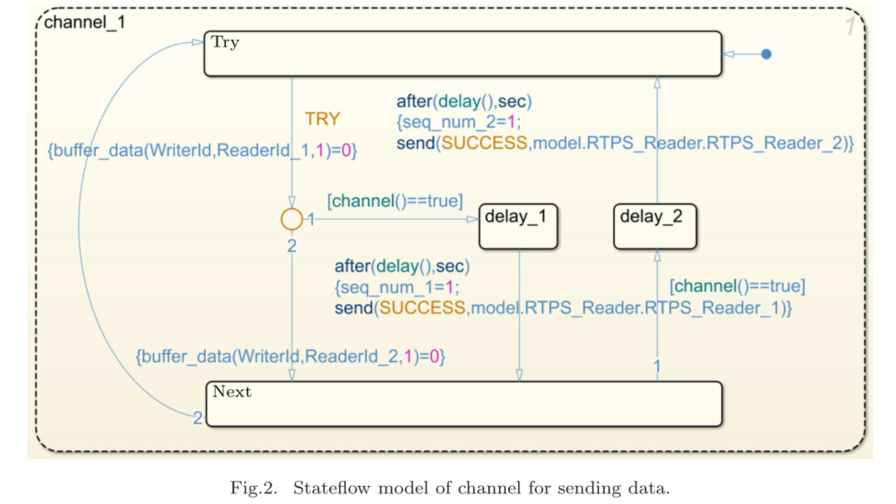 channel_1
1
Try
TRY
{buffer_data(WriterId,ReaderId_1,1)=0}
after(delay(),sec)
{seq_num_2=1;
send(SUCCESS,model.RTPS_Reader.RTPS_Reader_2)}
[channel()==true]
1
2
delay_1
delay_2
after(delay(),sec)
{seq_num_1=1;
send(SUCCESS,model.RTPS_Reader.RTPS_Reader_1)}
[channel()==true]
{buffer_data(WriterId,ReaderId_2,1)=0}
1
Next
2
Fig.2. Stateflow model of channel for sending data.